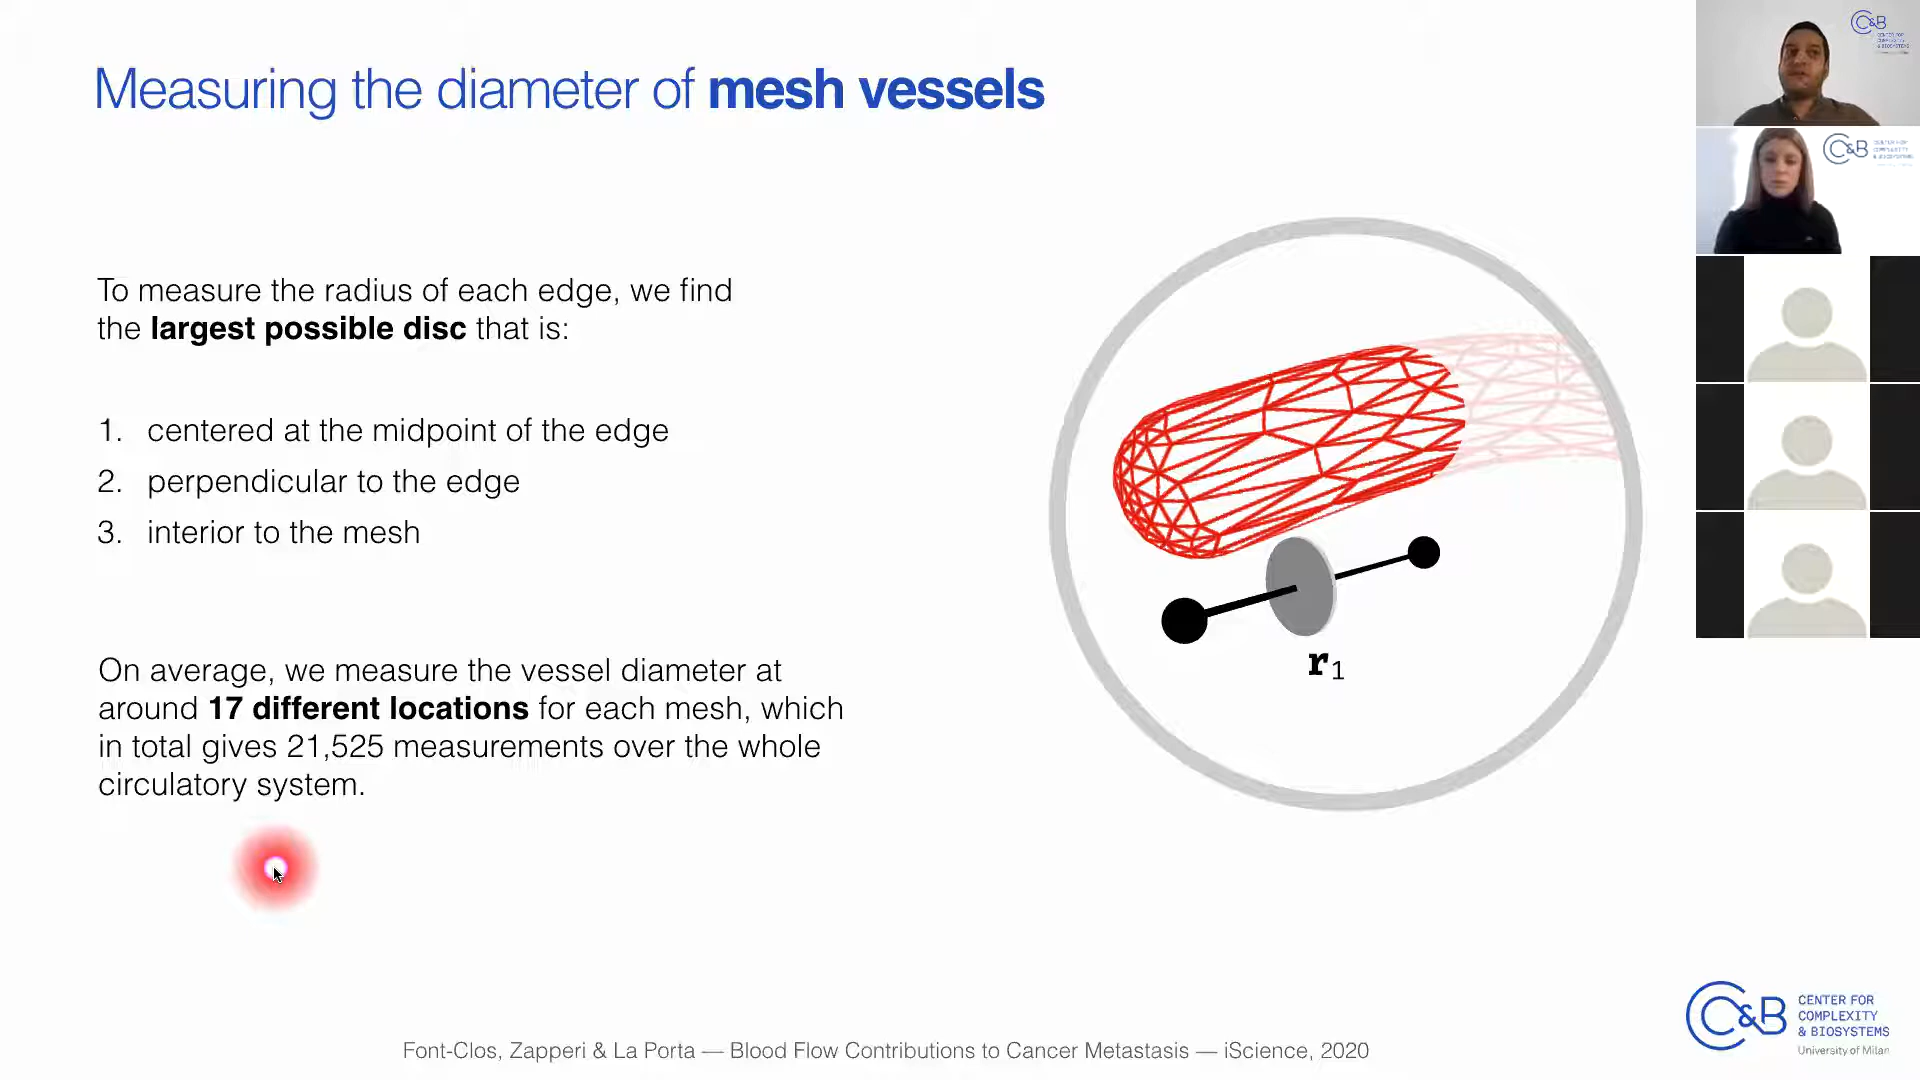 Measuring the diameter of mesh vessels
To measure the radius of each edge, we find
the largest possible disc that is:
1. centered at the midpoint of the edge
2. perpendicular to the edge
3. interior to the mesh
On average, we measure the vessel diameter at
around 17 different locations for each mesh, which
in total gives 21,525 measurements over the whole
circulatory system.
r1
Font-Clos, Zapperi & La Porta — Blood Flow Contributions to Cancer Metastasis — iScience, 2020
C&B
CENTER FOR
COMPLEXITY
& BIOSYSTEMS
University of Milan
C&B
C&B
CENTER FOR
COMPLEXITY
& BIOSYSTEMS